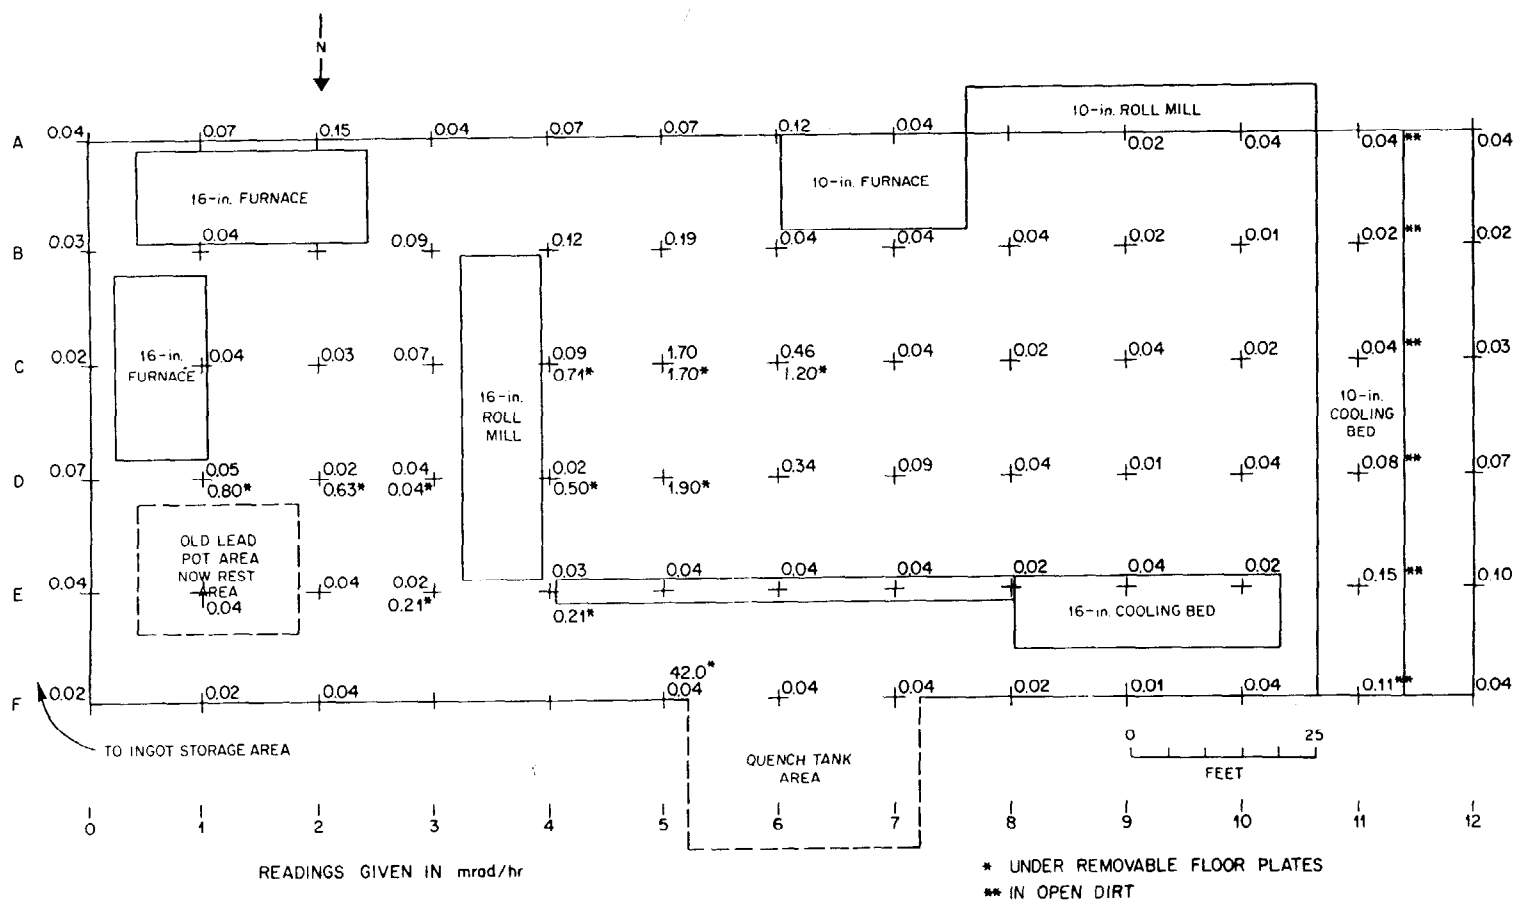 N
10-in. ROLL MILL
A 0.04 0.07 0.15 0.04 0.07 0.07 0.12 0.04
0.02 0.04 0.04** 0.04
16-in. FURNACE
10-in. FURNACE
B 0.03 0.04 0.09 0.12 0.19 0.04 0.04 0.04 0.02 0.01 0.02** 0.02
C 0.02 0.04 0.03 0.07 0.09 1.70 0.46 0.04 0.02 0.04 0.02 0.04** 0.03
0.71* 1.70* 1.20*
16-in.
FURNACE
16-in.
ROLL
MILL
10-in.
COOLING
BED
D 0.07 0.05 0.02 0.04 0.02 0.34 0.09 0.04 0.01 0.04 0.08** 0.07
0.80* 0.63* 0.04* 0.50* 1.90*
OLD LEAD
POT AREA
NOW REST
AREA
E 0.04 0.04 0.04 0.02 0.03 0.04 0.04 0.04 0.02 0.04 0.02 0.15** 0.10
0.21* 0.21*
16-in. COOLING BED
42.0*
F 0.02 0.02 0.04 0.04 0.04 0.04 0.02 0.01 0.04 0.11** 0.04
TO INGOT STORAGE AREA
QUENCH TANK
AREA
0 25
FEET
0 1 2 3 4 5 6 7 8 9 10 11 12
READINGS GIVEN IN mrad/hr
* UNDER REMOVABLE FLOOR PLATES
** IN OPEN DIRT